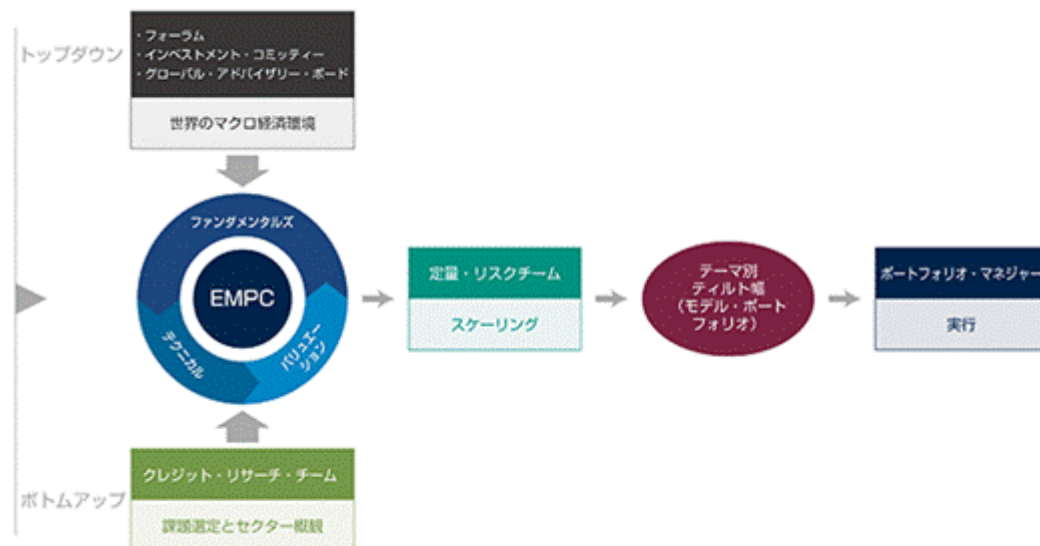 トップダウン
・フォーラム
・インベストメント・コミッティー
・グローバル・アドバイザリー・ボード
世界のマクロ経済環境
ファンダメンタルズ
EMPC
テクニカル
バリュエー
ション
定量・リスクチーム
スケーリング
テーマ別
ティルト幅
(モデル・ポート
フォリオ)
ポートフォリオ・マネジャー
実行
ボトムアップ
クレジット・リサーチ・チーム
課題選定とセクター概観